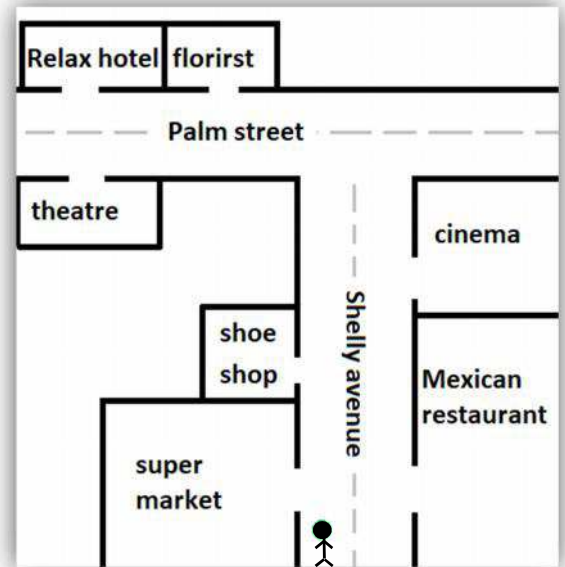 Relax hotel florirst
Palm street
theatre
cinema
Shelly avenue
shoe
shop
Mexican
restaurant
super
market